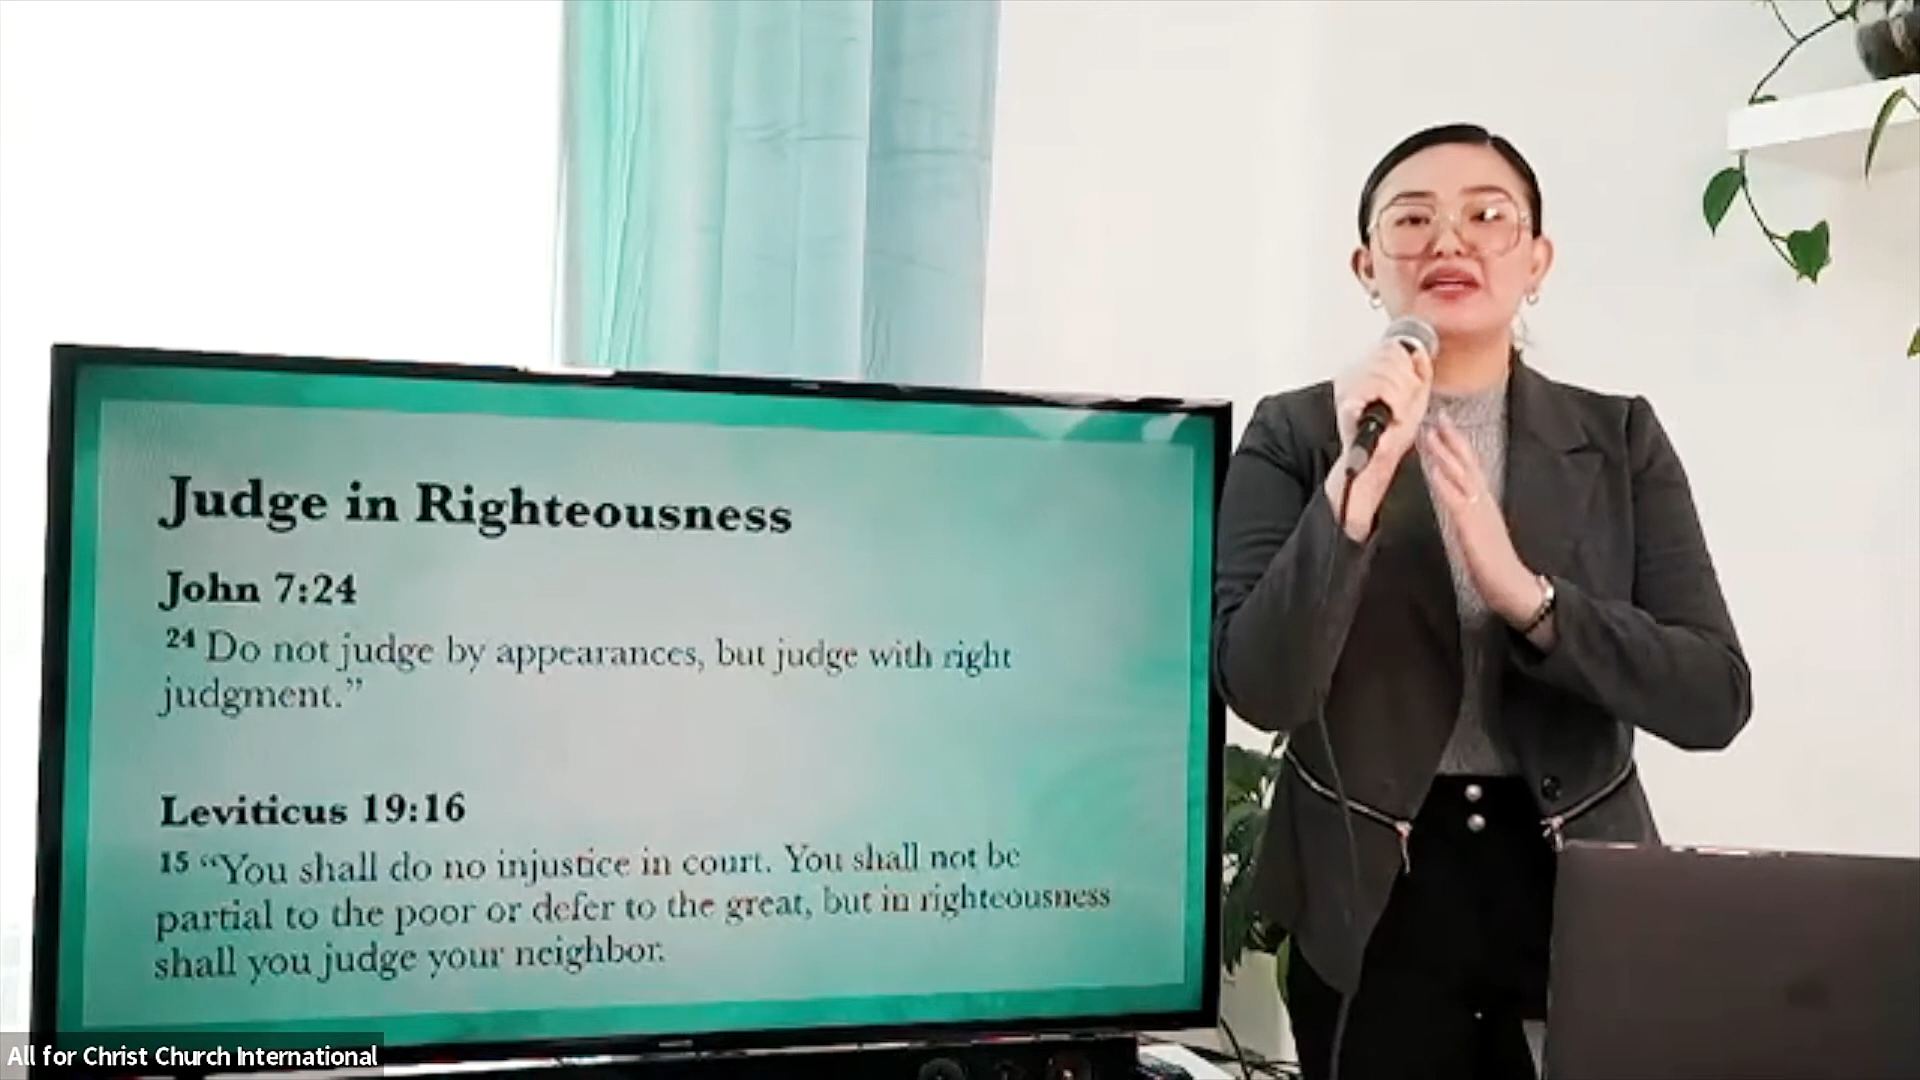 Judge in Righteousness
John 7:24
24 Do not judge by appearances, but judge with right
judgment.”
Leviticus 19:16
15 “You shall do no injustice in court. You shall not be
partial to the poor or defer to the great, but in righteousness
shall you judge your neighbor.
All for Christ Church International